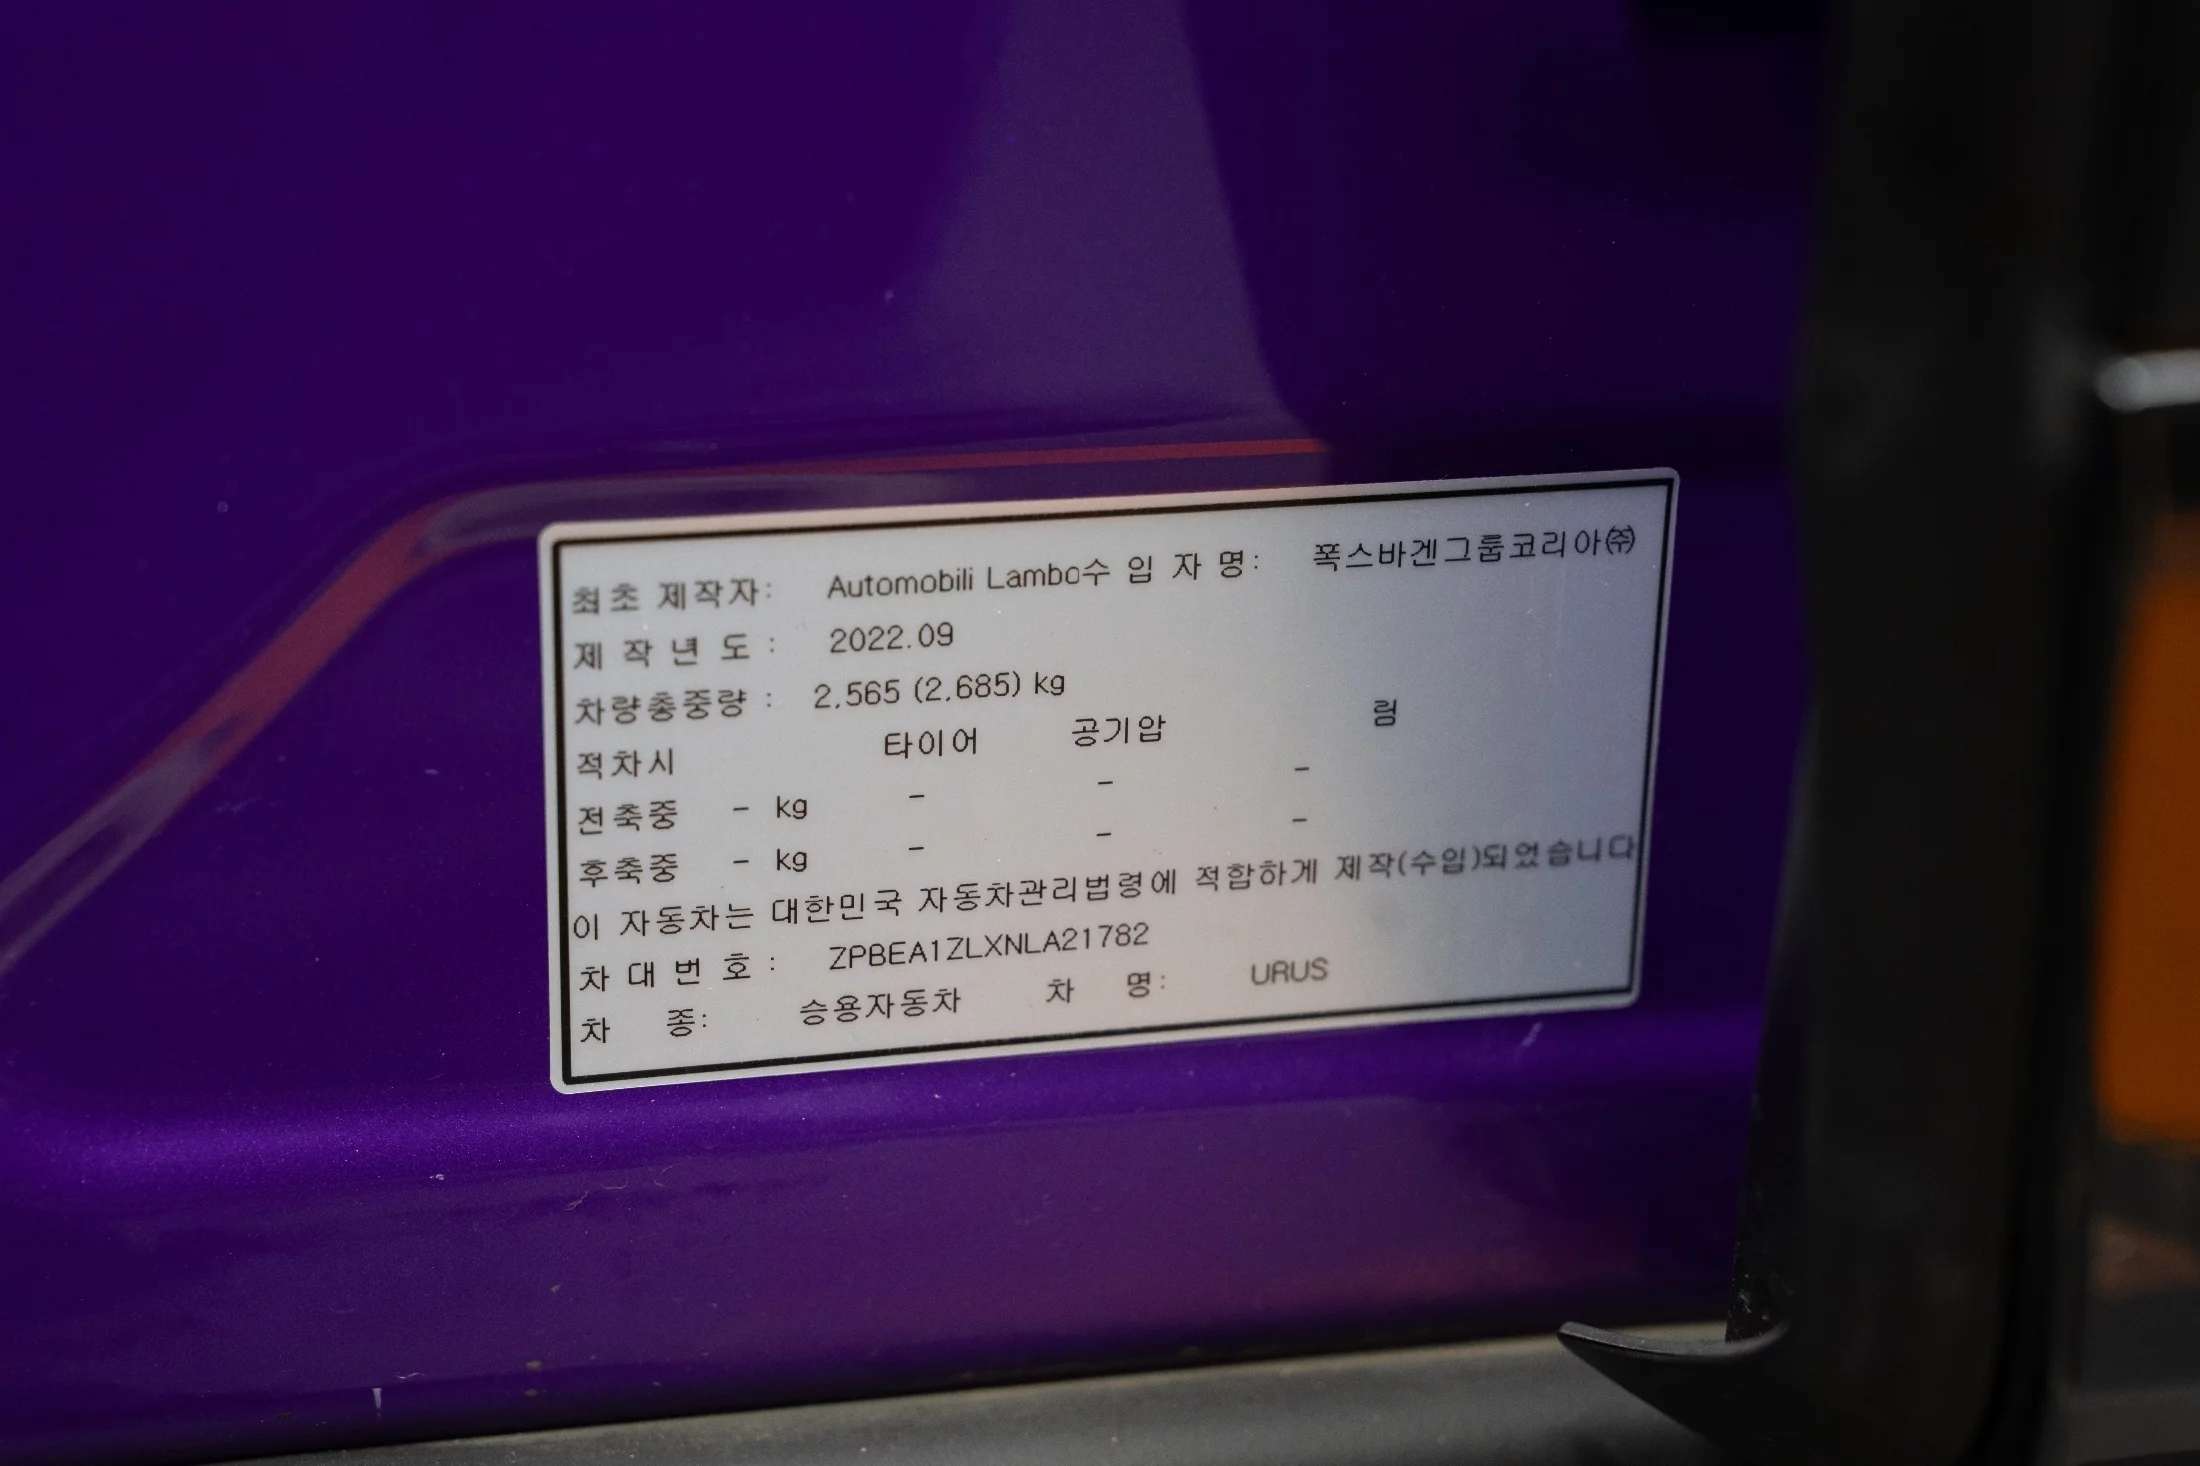 최초 제작자: Automobili Lambo수 입 자 명: 폭스바겐그룹코리아㈜
제 작 년 도 : 2022.09
차량총중량 : 2.565 (2.685) kg
적차시 타이어 공기압 림
전축중 - kg - - -
후축중 - kg - - -
이 자동차는 대한민국 자동차관리법령에 적합하게 제작(수입)되었습니다
차 대 번 호 : ZPBEA1ZLXNLA21782
차 종: 승용자동차 차 명: URUS